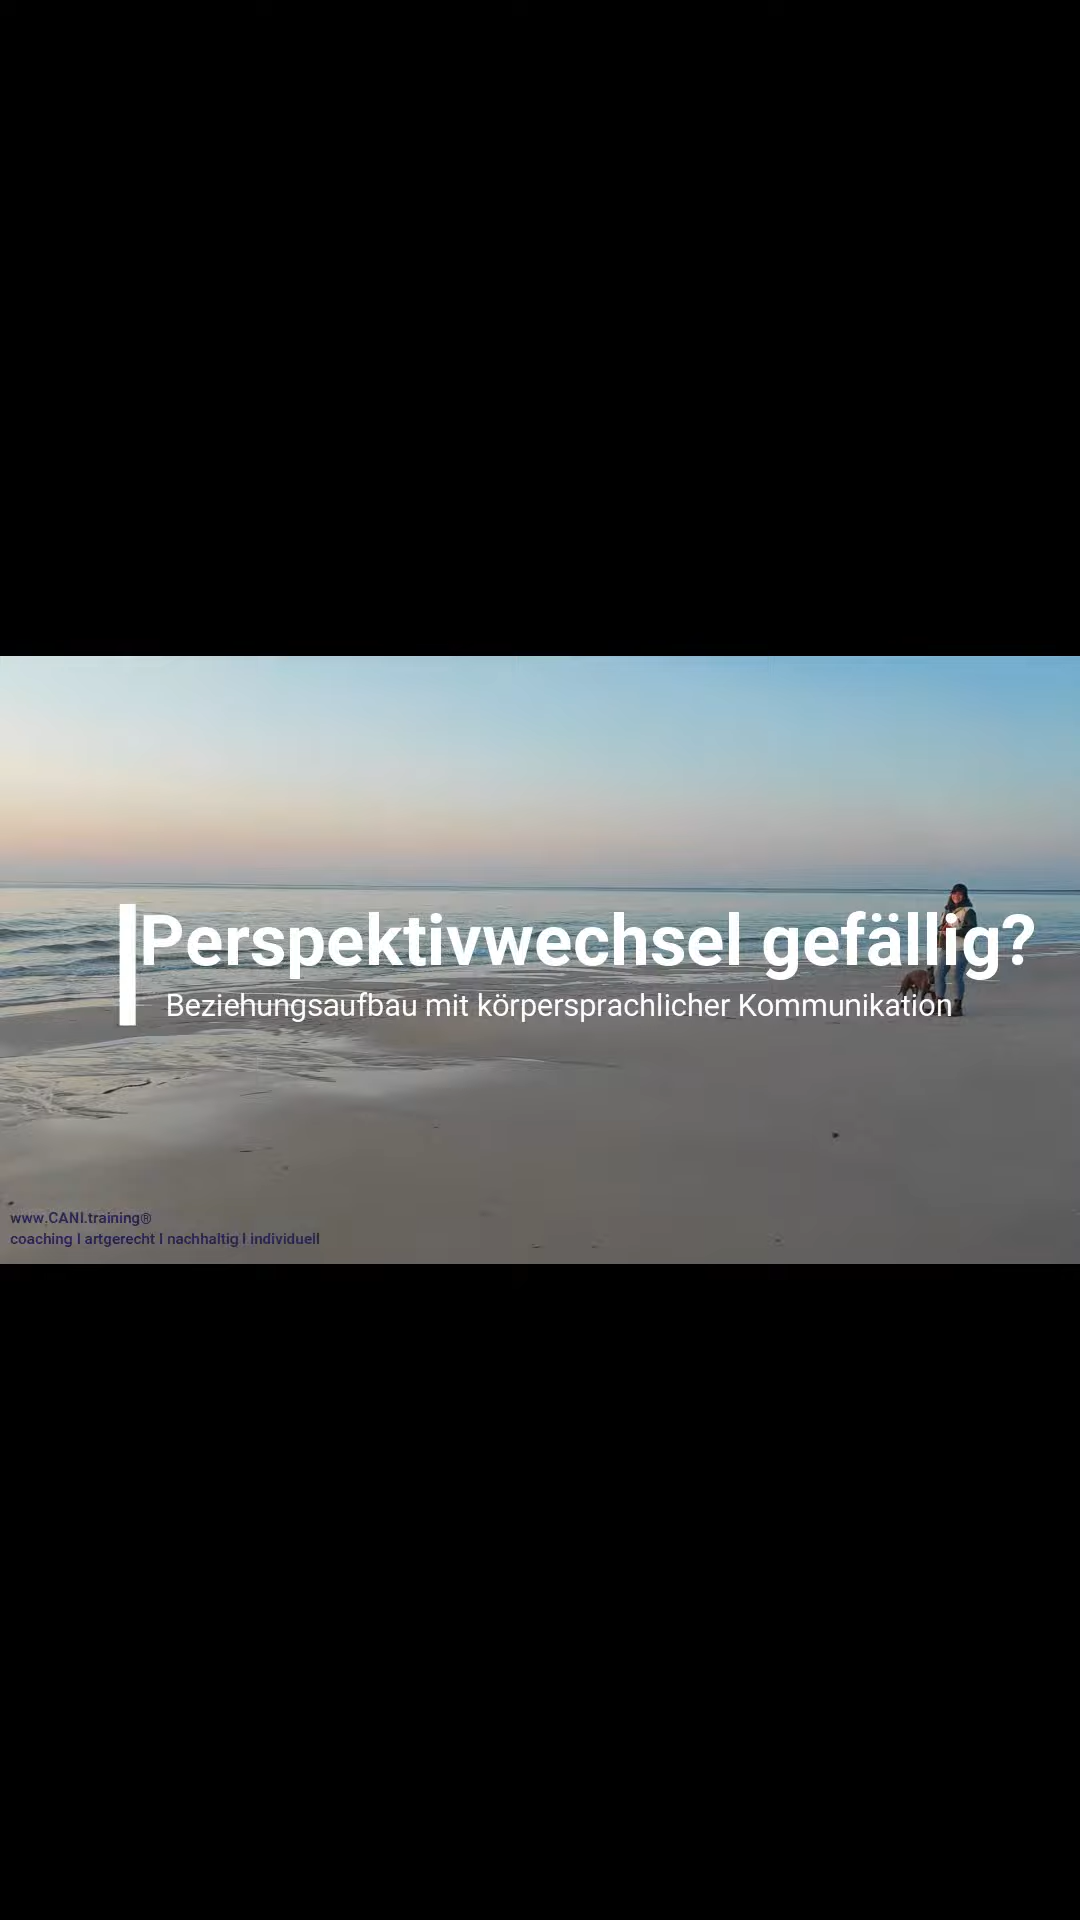 Perspektivwechsel gefällig?
Beziehungsaufbau mit körpersprachlicher Kommunikation
www.CANI.training®
coaching I artgerecht I nachhaltig I individuell